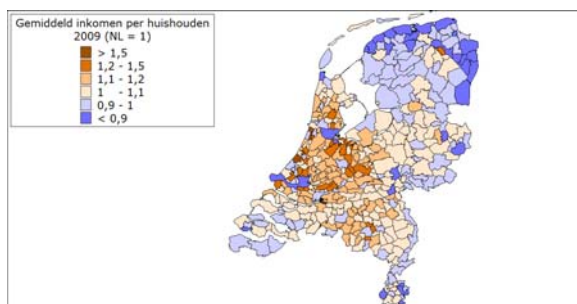 Gemiddeld inkomen per huishouden
2009 (NL = 1)
> 1,5
1,2 - 1,5
1,1 - 1,2
1 - 1,1
0,9 - 1
< 0,9